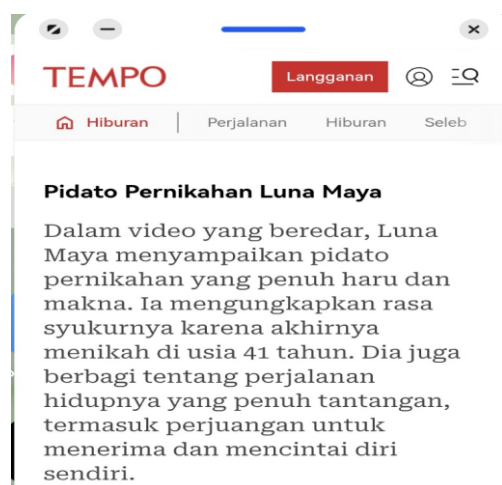 TEMPO
Langganan
Hiburan
Perjalanan
Hiburan
Seleb
Pidato Pernikahan Luna Maya
Dalam video yang beredar, Luna
Maya menyampaikan pidato
pernikahan yang penuh haru dan
makna. Ia mengungkapkan rasa
syukurnya karena akhirnya
menikah di usia 41 tahun. Dia juga
berbagi tentang perjalanan
hidupnya yang penuh tantangan,
termasuk perjuangan untuk
menerima dan mencintai diri
sendiri.